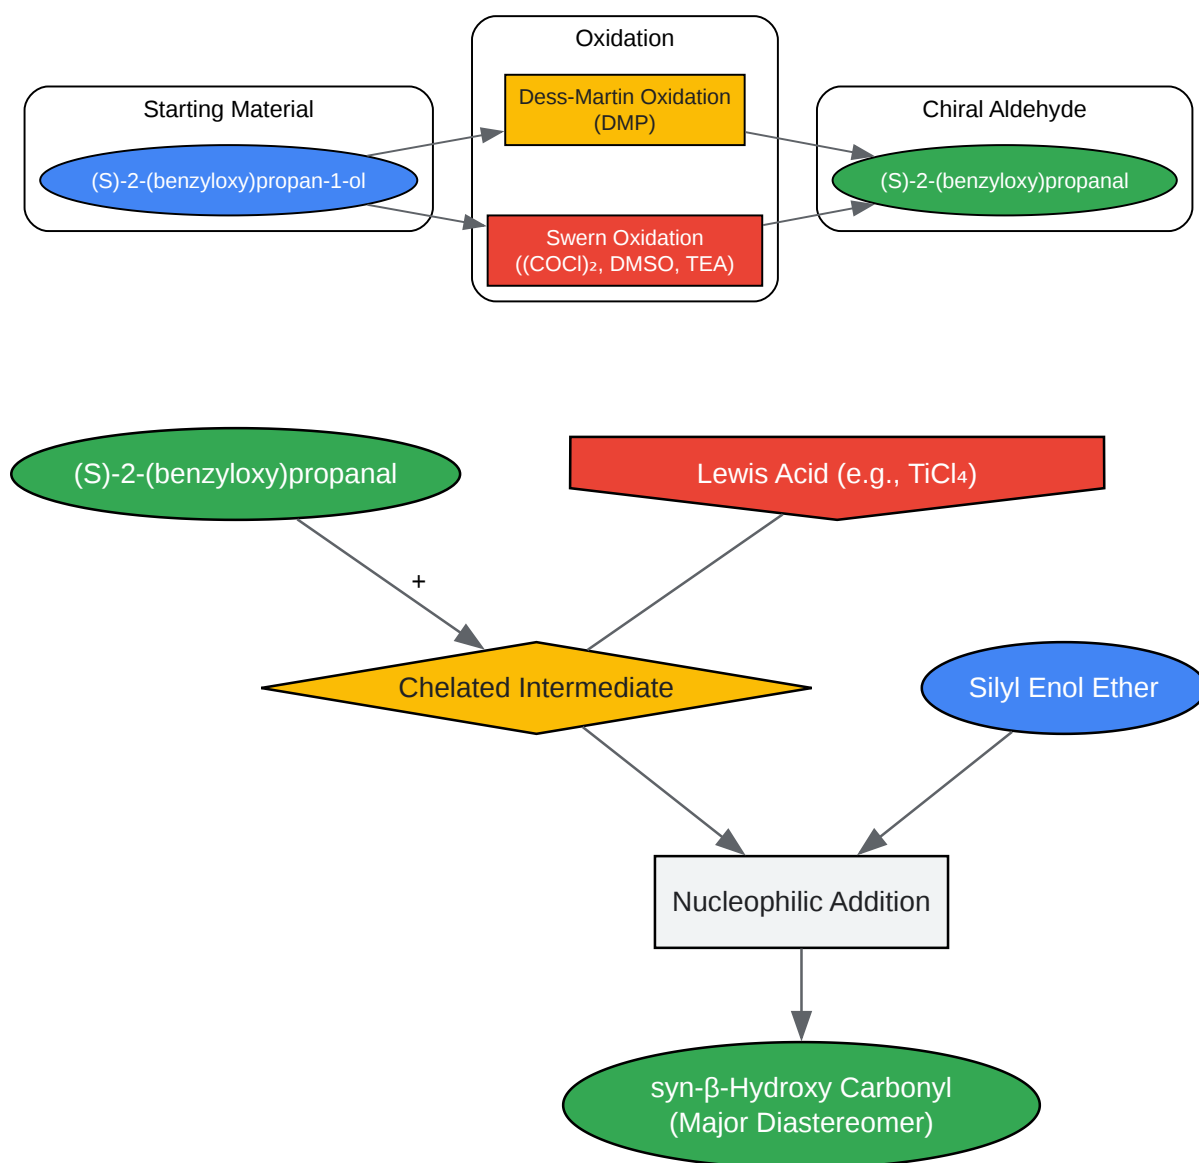 Oxidation
Starting Material
Dess-Martin Oxidation
(DMP)
Chiral Aldehyde
(S)-2-(benzyloxy)propan-1-ol
(S)-2-(benzyloxy)propanal
Swern Oxidation
((COCl)₂, DMSO, TEA)
(S)-2-(benzyloxy)propanal
Lewis Acid (e.g., TiCl₄)
+
Chelated Intermediate
Silyl Enol Ether
Nucleophilic Addition
syn-β-Hydroxy Carbonyl
(Major Diastereomer)